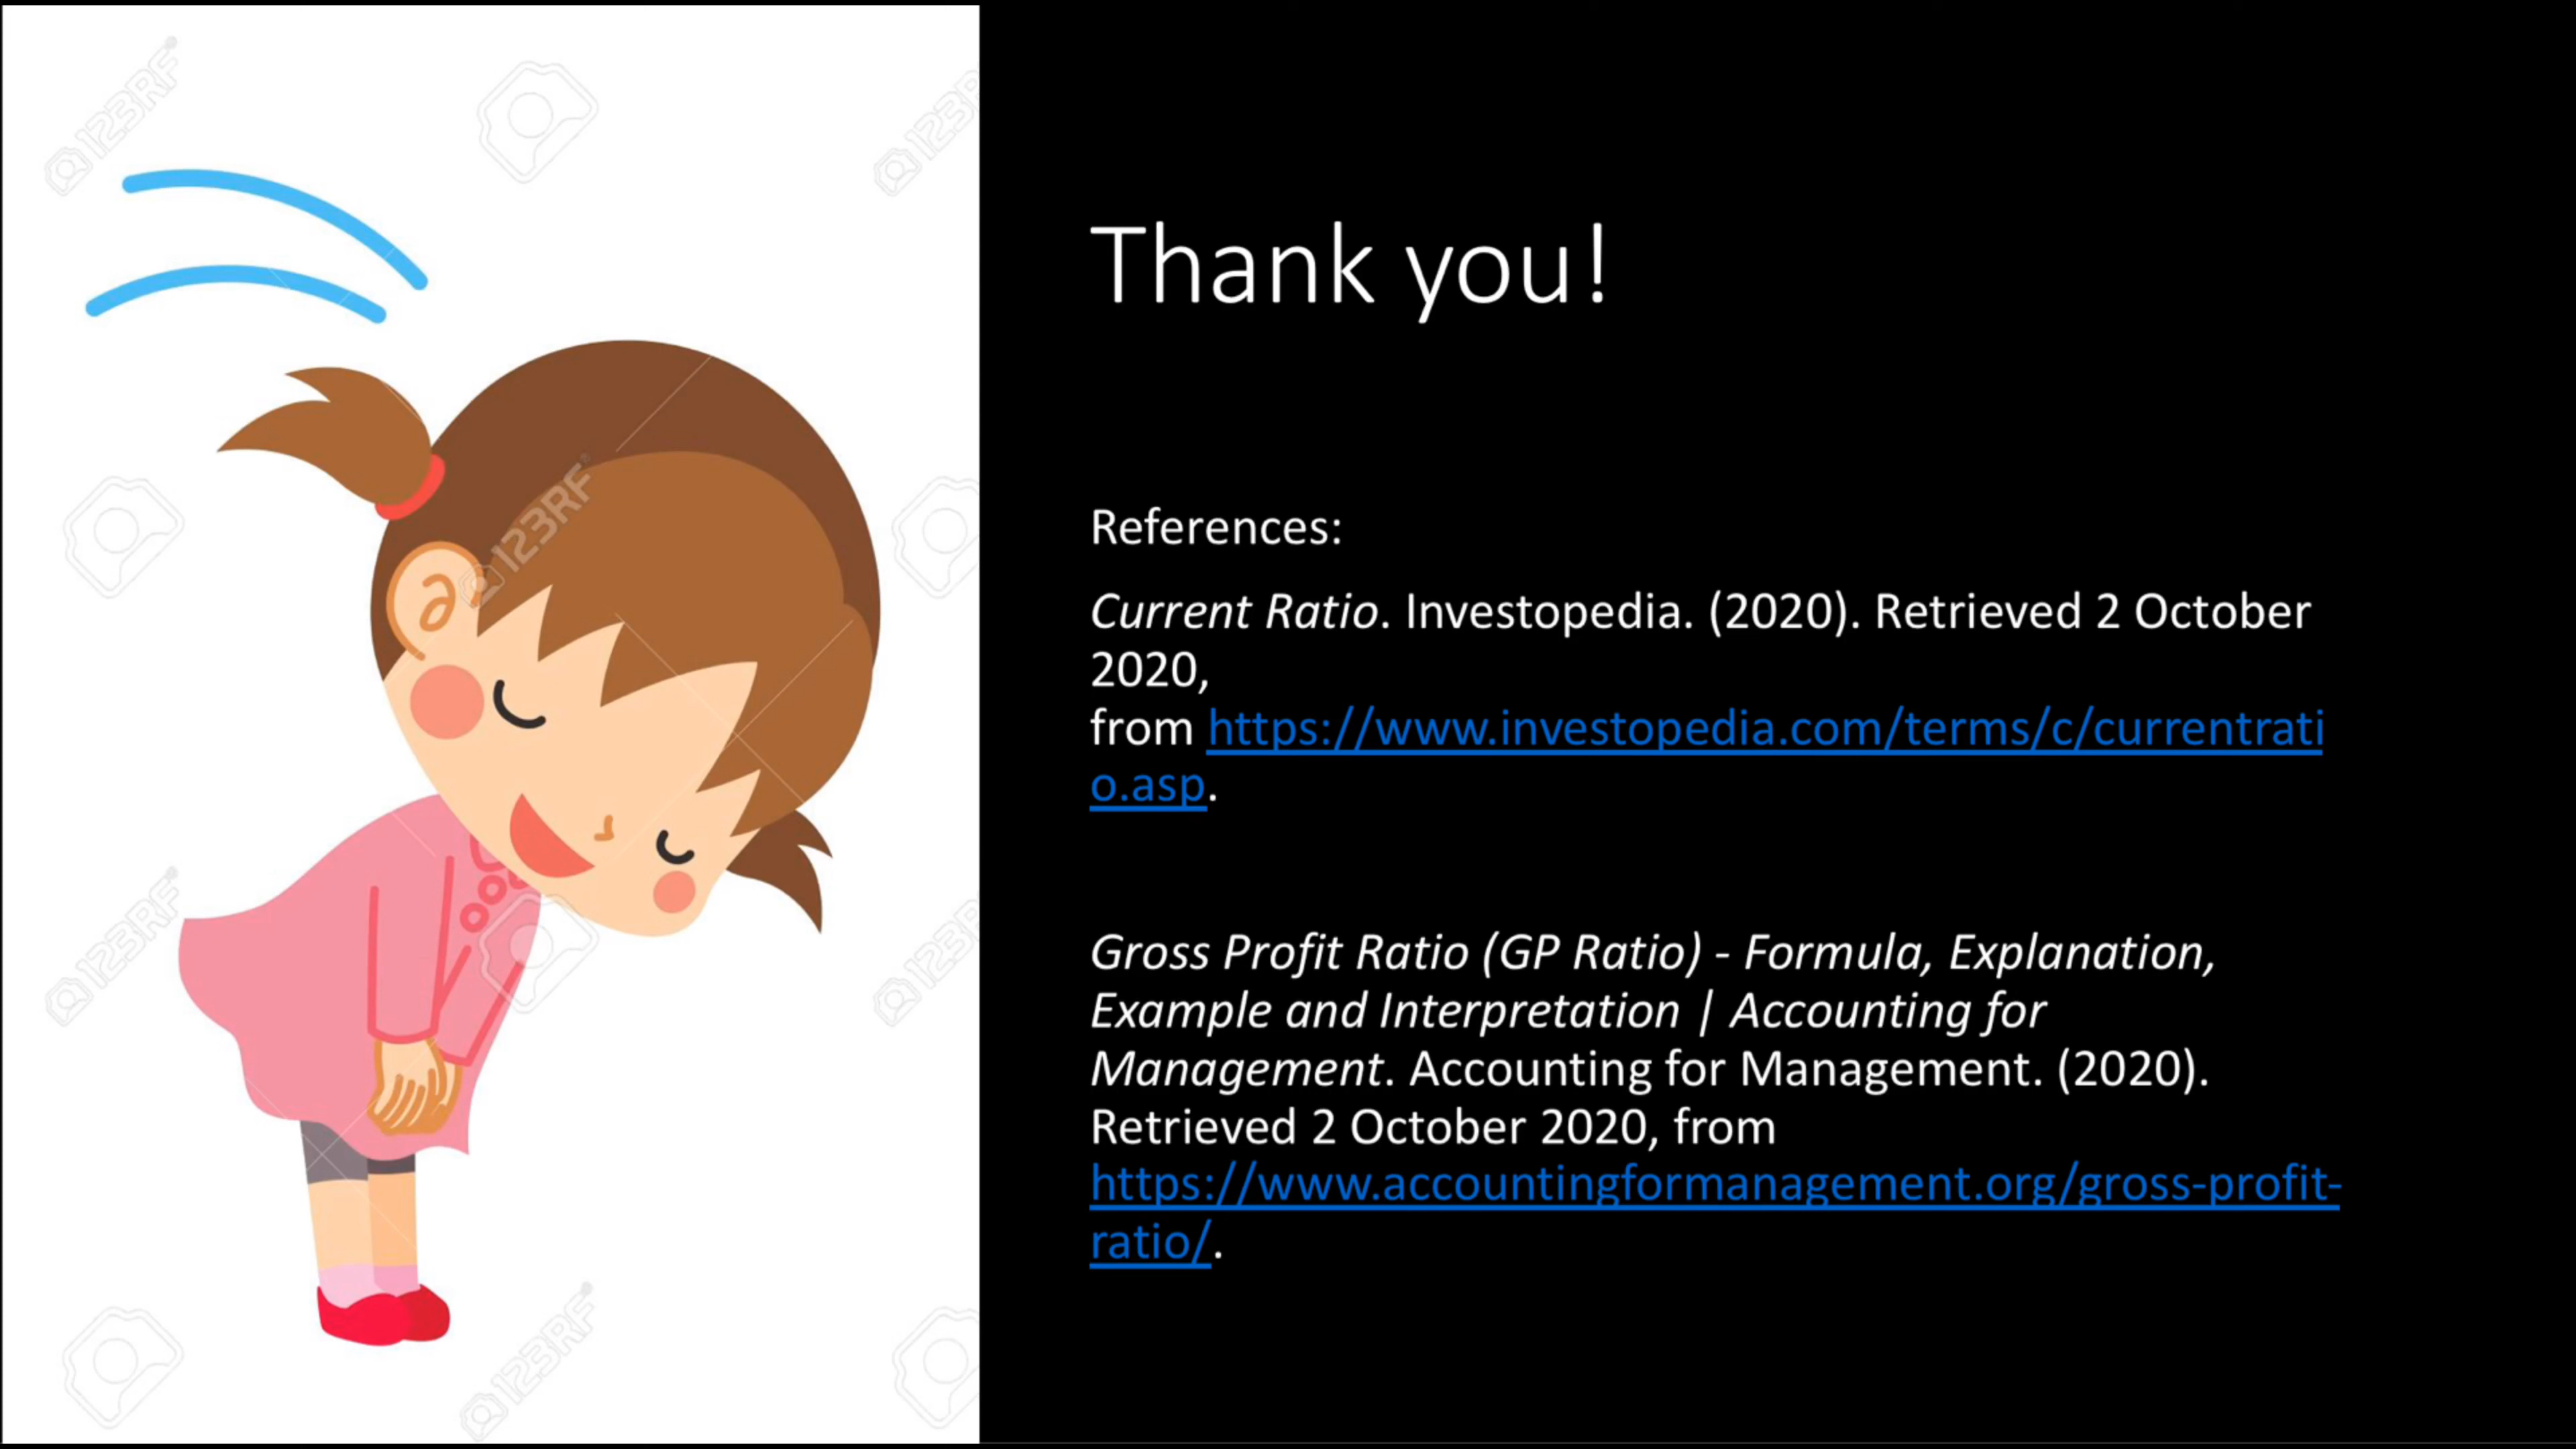 Thank you!
References:
Current Ratio. Investopedia. (2020). Retrieved 2 October
2020,
from https://www.investopedia.com/terms/c/currentrati
o.asp.
Gross Profit Ratio (GP Ratio) - Formula, Explanation,
Example and Interpretation | Accounting for
Management. Accounting for Management. (2020).
Retrieved 2 October 2020, from
https://www.accountingformanagement.org/gross-profit-
ratio/.
123RF
123RF
123RF
123RF
123RF
123RF